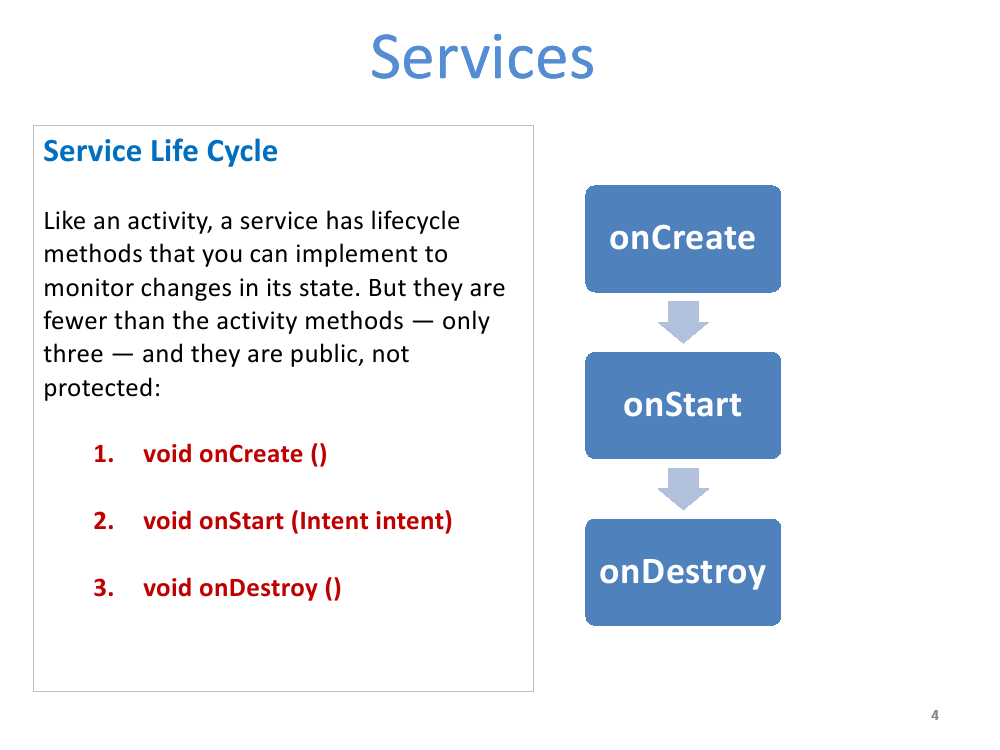 Services
Service Life Cycle
Like an activity, a service has lifecycle
methods that you can implement to
monitor changes in its state. But they are
fewer than the activity methods — only
three — and they are public, not
protected:
1. void onCreate ()
2. void onStart (Intent intent)
3. void onDestroy ()
onCreate
onStart
onDestroy
4